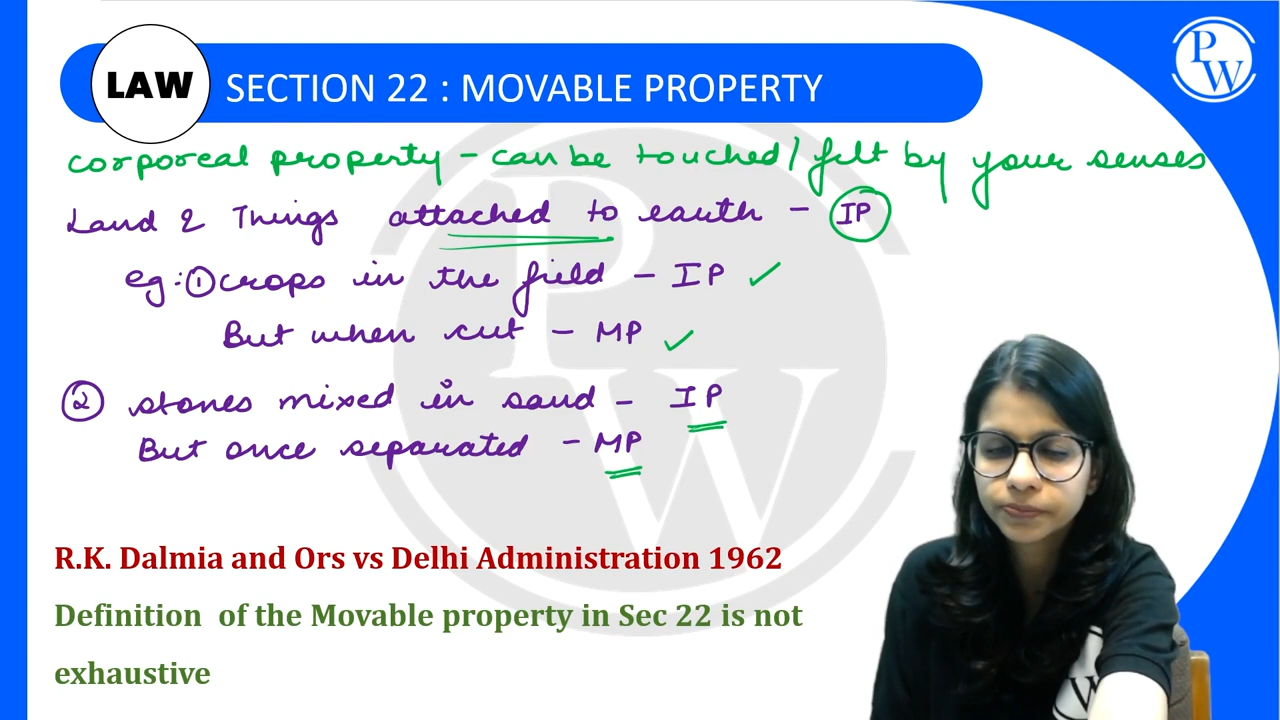 LAW SECTION 22 : MOVABLE PROPERTY
PW
corporeal property - can be touched / felt by your senses
Land & Things attached to earth - IP
eg: ① crops in the field - IP ✓
But when cut - MP ✓
② stones mixed in sand - IP
But once separated - MP
R.K. Dalmia and Ors vs Delhi Administration 1962
Definition of the Movable property in Sec 22 is not
exhaustive
PW
W